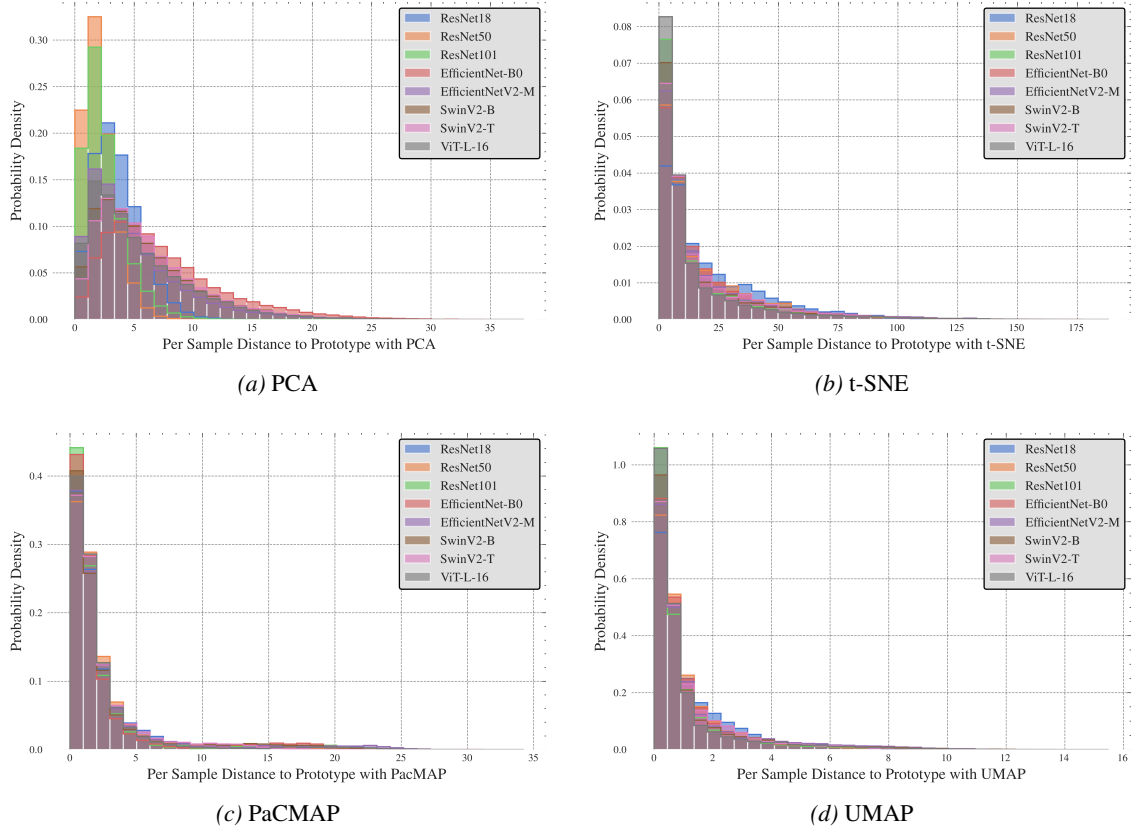 0.30
0.25
0.20
0.15
0.10
0.05
0.00
Probability Density
0 5 10 15 20 25 30 35
Per Sample Distance to Prototype with PCA
ResNet18
ResNet50
ResNet101
EfficientNet-B0
EfficientNetV2-M
SwinV2-B
SwinV2-T
ViT-L-16
(a) PCA
0.08
0.07
0.06
0.05
0.04
0.03
0.02
0.01
0.00
Probability Density
0 25 50 75 100 125 150 175
Per Sample Distance to Prototype with t-SNE
ResNet18
ResNet50
ResNet101
EfficientNet-B0
EfficientNetV2-M
SwinV2-B
SwinV2-T
ViT-L-16
(b) t-SNE
0.4
0.3
0.2
0.1
0.0
Probability Density
0 5 10 15 20 25 30 35
Per Sample Distance to Prototype with PacMAP
ResNet18
ResNet50
ResNet101
EfficientNet-B0
EfficientNetV2-M
SwinV2-B
SwinV2-T
ViT-L-16
(c) PaCMAP
1.0
0.8
0.6
0.4
0.2
0.0
Probability Density
0 2 4 6 8 10 12 14 16
Per Sample Distance to Prototype with UMAP
ResNet18
ResNet50
ResNet101
EfficientNet-B0
EfficientNetV2-M
SwinV2-B
SwinV2-T
ViT-L-16
(d) UMAP